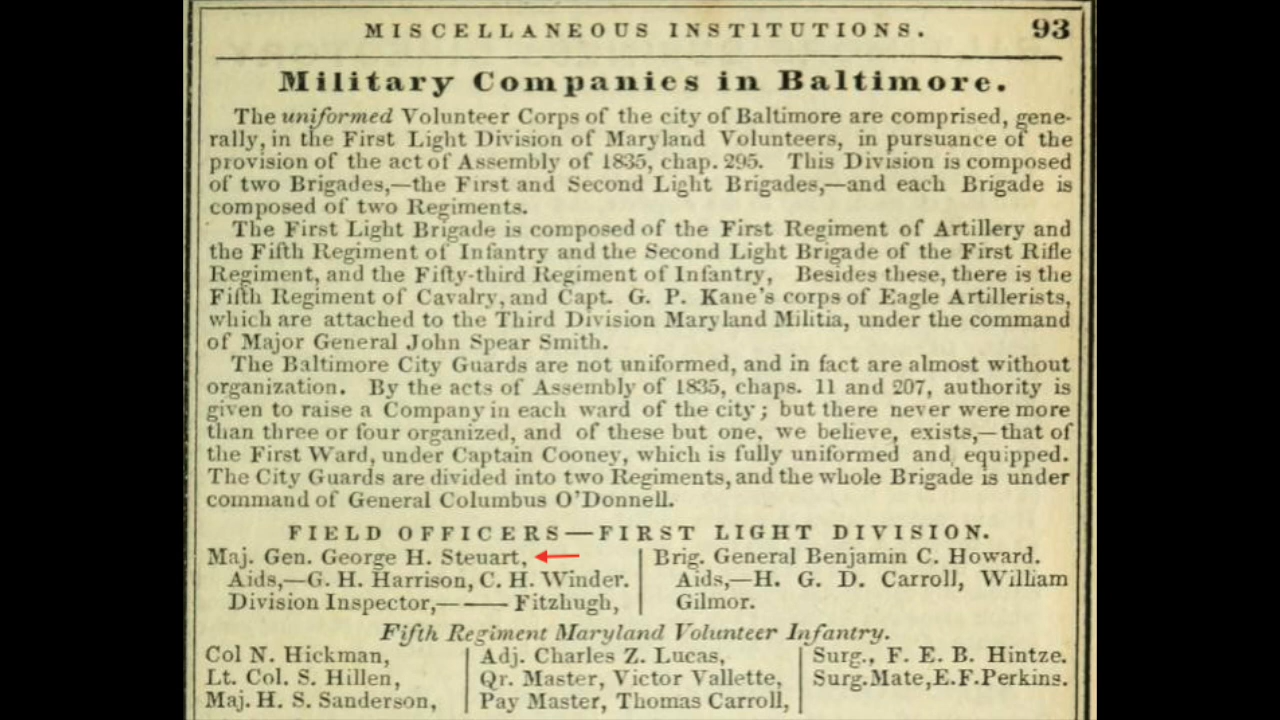 MISCELLANEOUS INSTITUTIONS. 93
Military Companies in Baltimore.
The uniformed Volunteer Corps of the city of Baltimore are comprised, gene-
rally, in the First Light Division of Maryland Volunteers, in pursuance of the
provision of the act of Assembly of 1835, chap. 295. This Division is composed
of two Brigades,—the First and Second Light Brigades,—and each Brigade is
composed of two Regiments.
The First Light Brigade is composed of the First Regiment of Artillery and
the Fifth Regiment of Infantry and the Second Light Brigade of the First Rifle
Regiment, and the Fifty-third Regiment of Infantry, Besides these, there is the
Fifth Regiment of Cavalry, and Capt. G. P. Kane's corps of Eagle Artillerists,
which are attached to the Third Division Maryland Militia, under the command
of Major General John Spear Smith.
The Baltimore City Guards are not uniformed, and in fact are almost without
organization. By the acts of Assembly of 1835, chaps. 11 and 207, authority is
given to raise a Company in each ward of the city; but there never were more
than three or four organized, and of these but one, we believe, exists,—that of
the First Ward, under Captain Cooney, which is fully uniformed and equipped.
The City Guards are divided into two Regiments, and the whole Brigade is under
command of General Columbus O'Donnell.
FIELD OFFICERS—FIRST LIGHT DIVISION.
Maj. Gen. George H. Steuart,
Aids,—G. H. Harrison, C. H. Winder.
Division Inspector,—— Fitzhugh,
Brig. General Benjamin C. Howard.
Aids,—H. G. D. Carroll, William
Gilmor.
Fifth Regiment Maryland Volunteer Infantry.
Col N. Hickman,
Lt. Col. S. Hillen,
Maj. H. S. Sanderson,
Adj. Charles Z. Lucas,
Qr. Master, Victor Vallette,
Pay Master, Thomas Carroll,
Surg., F. E. B. Hintze.
Surg.Mate,E.F.Perkins.